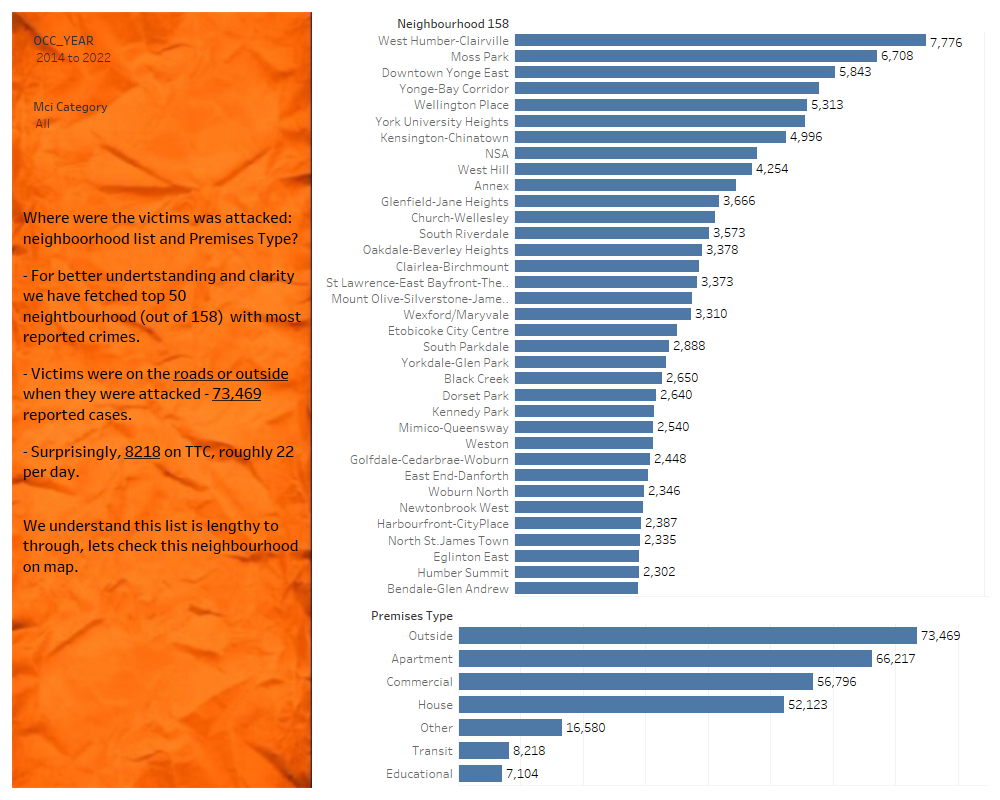 OCC_YEAR
2014 to 2022
Mci Category
All
Where were the victims was attacked:
neighboorhood list and Premises Type?
- For better undertstanding and clarity
we have fetched top 50
neightbourhood (out of 158) with most
reported crimes.
- Victims were on the roads or outside
when they were attacked - 73,469
reported cases.
- Surprisingly, 8218 on TTC, roughly 22
per day.
We understand this list is lengthy to
through, lets check this neighbourhood
on map.
Neighbourhood 158
West Humber-Clairville 7,776
Moss Park 6,708
Downtown Yonge East 5,843
Yonge-Bay Corridor
Wellington Place 5,313
York University Heights
Kensington-Chinatown 4,996
NSA
West Hill 4,254
Annex
Glenfield-Jane Heights 3,666
Church-Wellesley
South Riverdale 3,573
Oakdale-Beverley Heights 3,378
Clairlea-Birchmount
St Lawrence-East Bayfront-The.. 3,373
Mount Olive-Silverstone-Jame..
Wexford/Maryvale 3,310
Etobicoke City Centre
South Parkdale 2,888
Yorkdale-Glen Park
Black Creek 2,650
Dorset Park 2,640
Kennedy Park
Mimico-Queensway 2,540
Weston
Golfdale-Cedarbrae-Woburn 2,448
East End-Danforth
Woburn North 2,346
Newtonbrook West
Harbourfront-CityPlace 2,387
North St.James Town 2,335
Eglinton East
Humber Summit 2,302
Bendale-Glen Andrew
Premises Type
Outside 73,469
Apartment 66,217
Commercial 56,796
House 52,123
Other 16,580
Transit 8,218
Educational 7,104